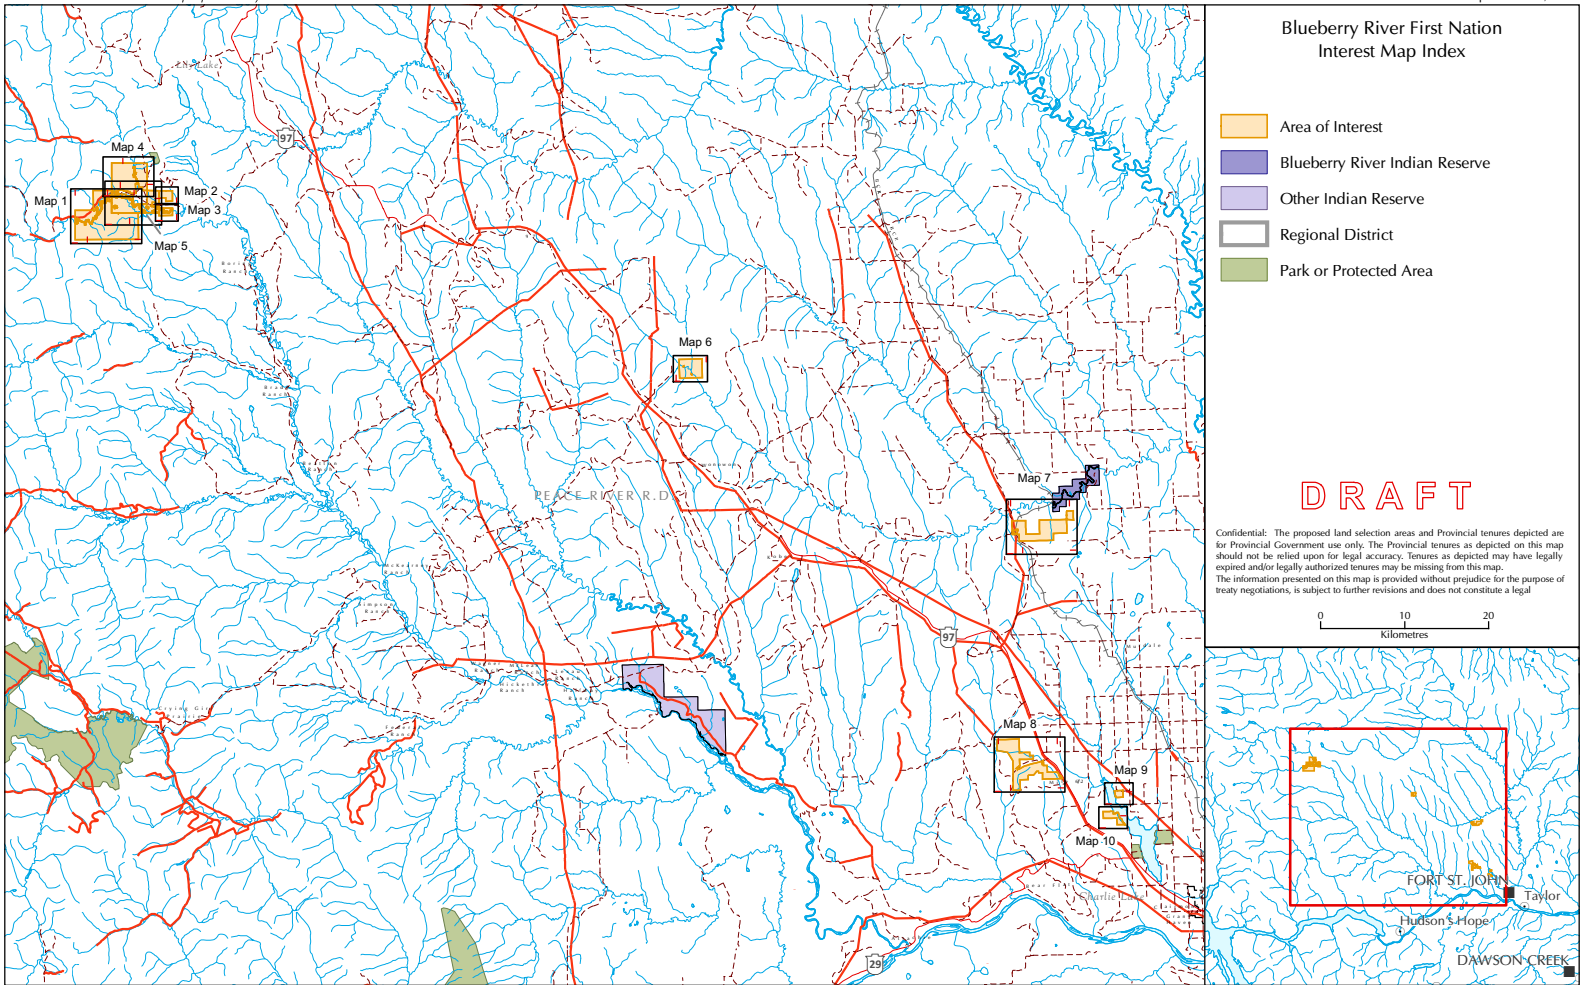 Blueberry River First Nation
Interest Map Index
Area of Interest
Blueberry River Indian Reserve
Other Indian Reserve
Regional District
Park or Protected Area
DRAFT
Confidential: The proposed land selection areas and Provincial tenures depicted are
for Provincial Government use only. The Provincial tenures as depicted on this map
should not be relied upon for legal accuracy. Tenures as depicted may have legally
expired and/or legally authorized tenures may be missing from this map.
The information presented on this map is provided without prejudice for the purpose of
treaty negotiations, is subject to further revisions and does not constitute a legal
0 10 20
Kilometres
Lily Lake
97
Map 4
Map 1
Map 2
Map 3
Map 5
Map 6
PEACE RIVER R.D.
Map 7
97
Map 8
Map 9
Map 10
Charlie Lake
29
FORT ST. JOHN
Taylor
Hudson's Hope
DAWSON CREEK